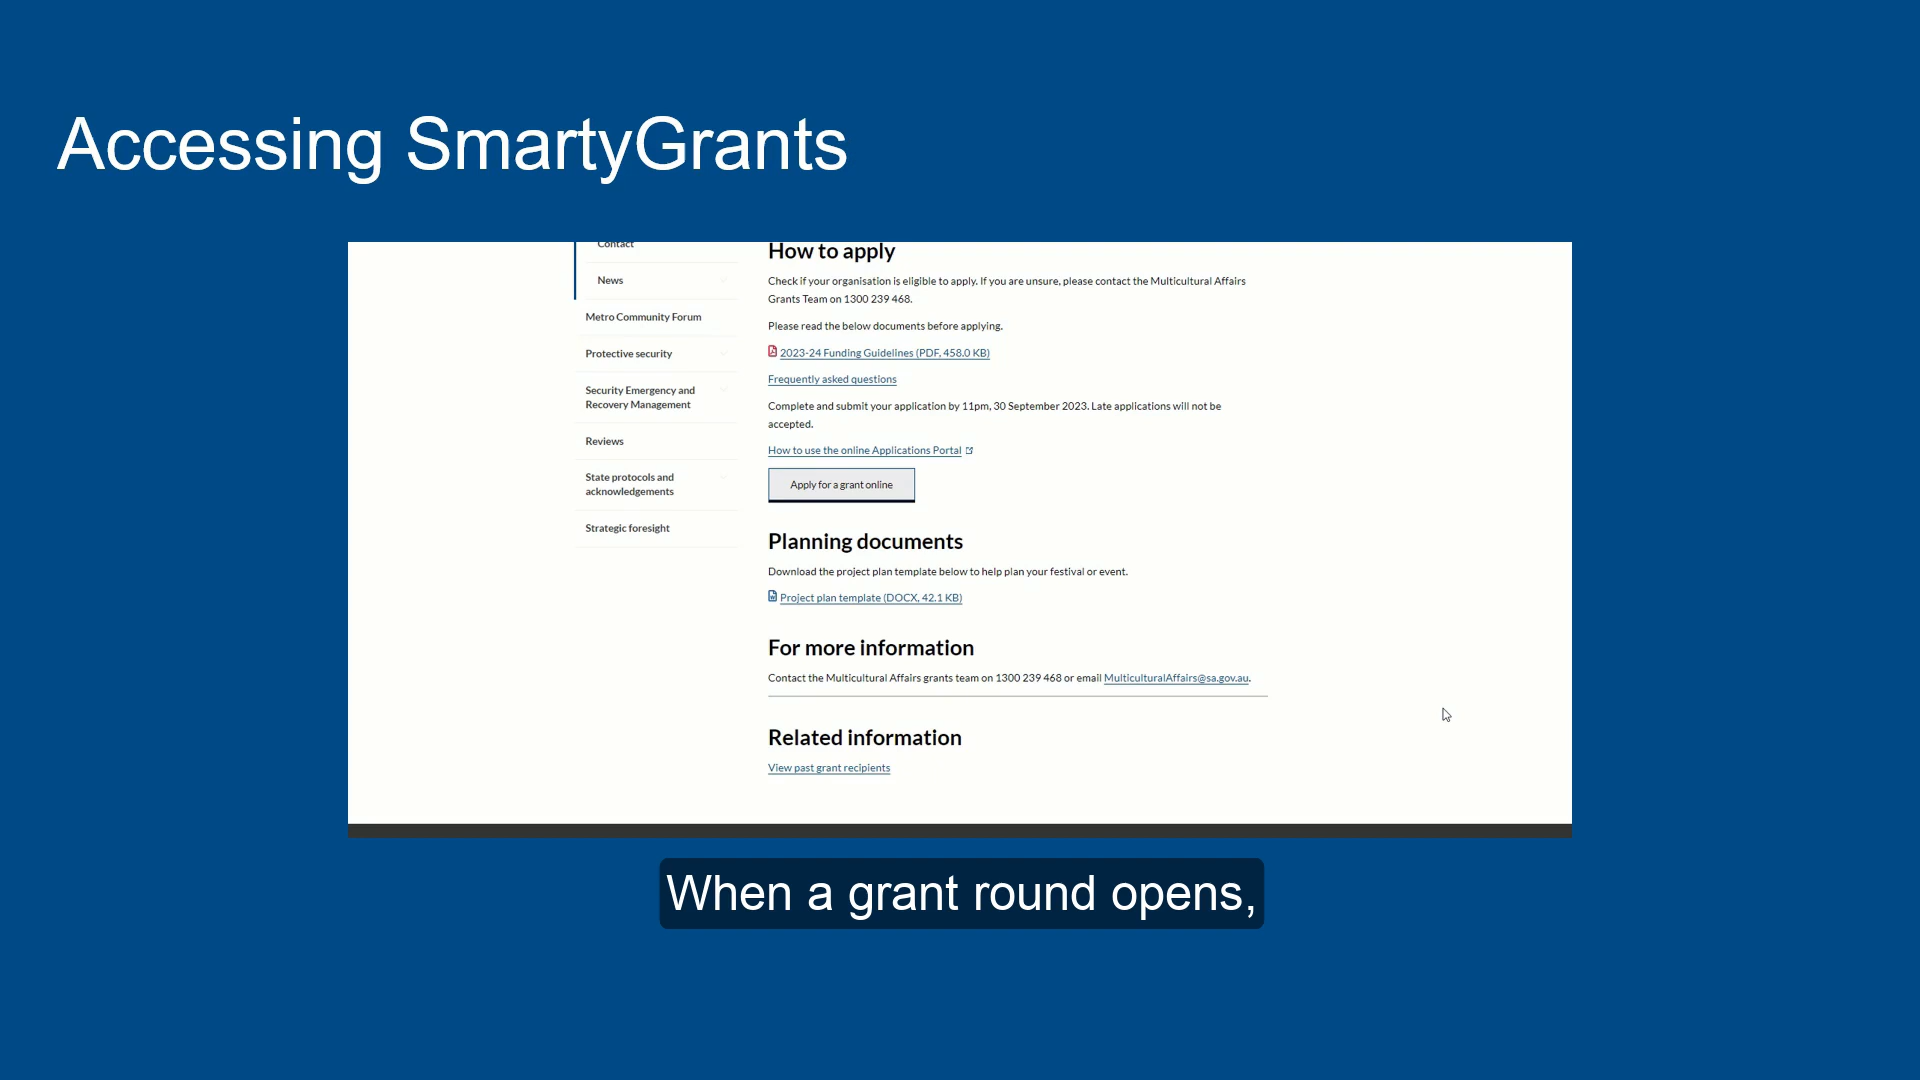 Accessing SmartyGrants
Contact
News
Metro Community Forum
Protective security
Security Emergency and
Recovery Management
Reviews
State protocols and
acknowledgements
Strategic foresight
How to apply
Check if your organisation is eligible to apply. If you are unsure, please contact the Multicultural Affairs
Grants Team on 1300 239 468.
Please read the below documents before applying.
2023-24 Funding Guidelines (PDF, 458.0 KB)
Frequently asked questions
Complete and submit your application by 11pm, 30 September 2023. Late applications will not be
accepted.
How to use the online Applications Portal
Apply for a grant online
Planning documents
Download the project plan template below to help plan your festival or event.
Project plan template (DOCX, 42.1 KB)
For more information
Contact the Multicultural Affairs grants team on 1300 239 468 or email MulticulturalAffairs@sa.gov.au.
Related information
View past grant recipients
When a grant round opens,